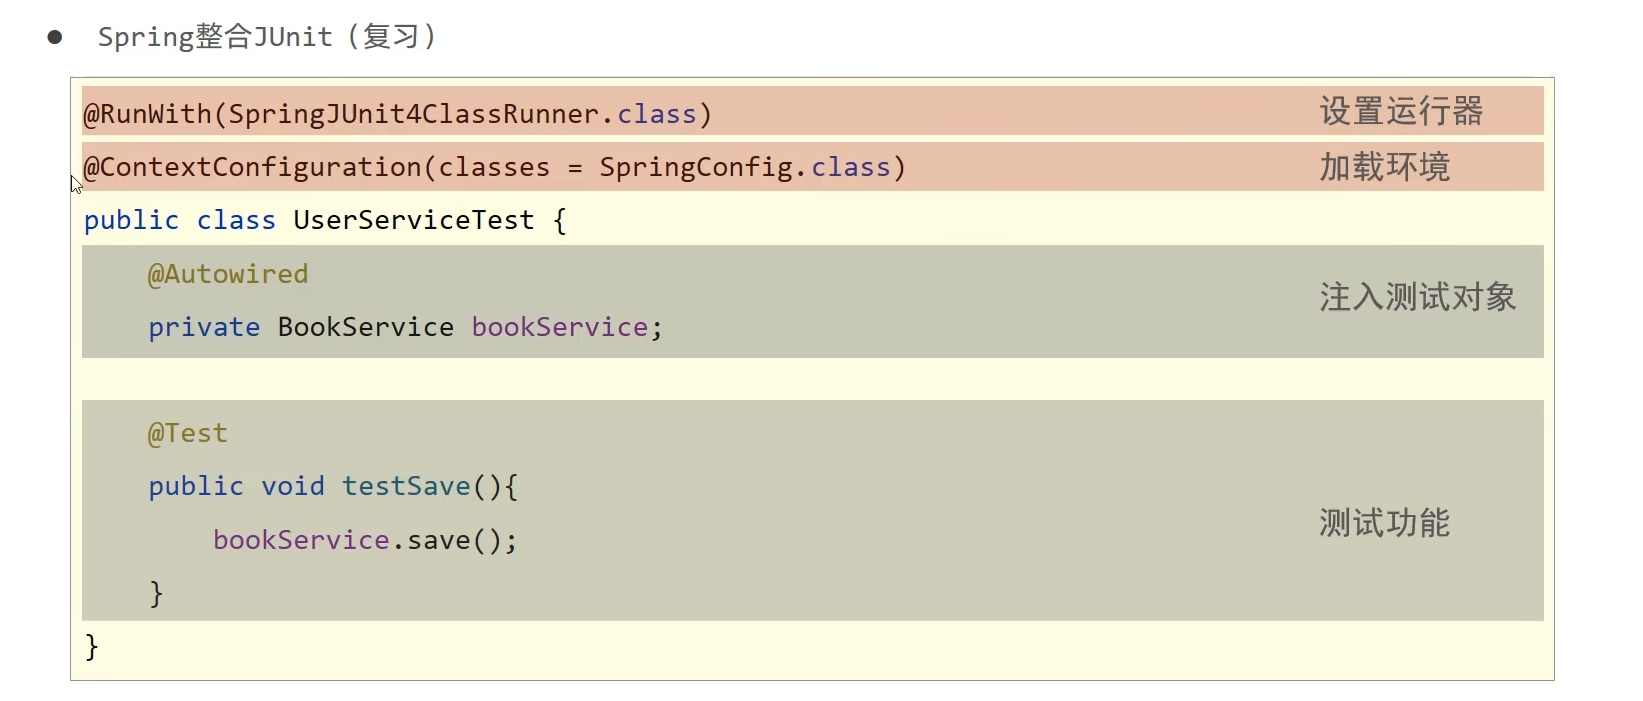 ● Spring整合JUnit（复习）
@RunWith(SpringJUnit4ClassRunner.class) 设置运行器
@ContextConfiguration(classes = SpringConfig.class) 加载环境
public class UserServiceTest {
@Autowired
注入测试对象
private BookService bookService;
@Test
public void testSave(){
测试功能
bookService.save();
}
}